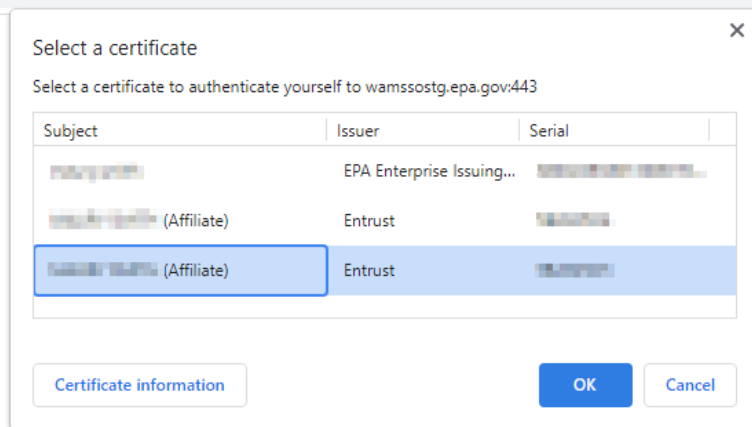 Select a certificate
Select a certificate to authenticate yourself to wamssostg.epa.gov:443
Subject Issuer Serial
EPA Enterprise Issuing...
(Affiliate) Entrust
(Affiliate) Entrust
Certificate information OK Cancel